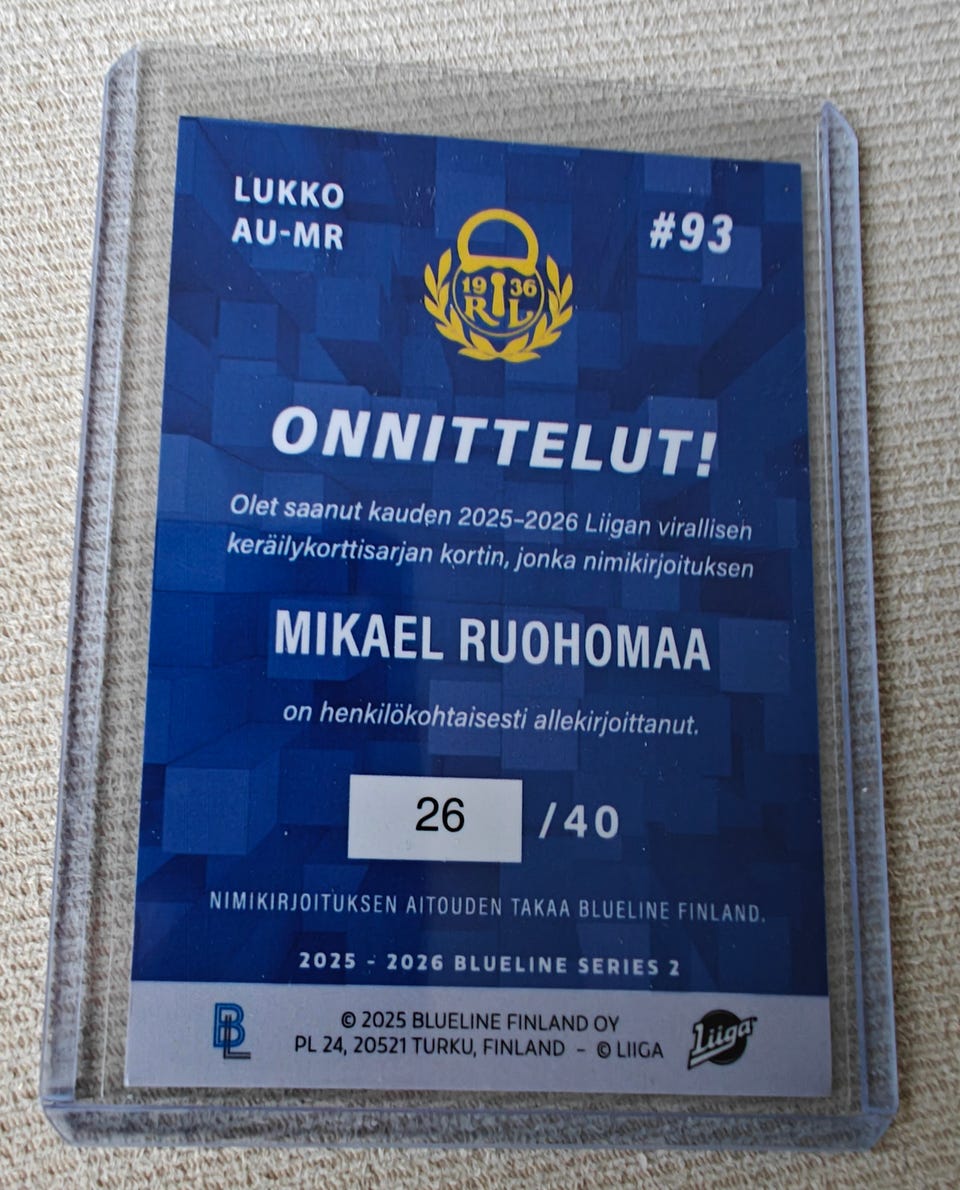 LUKKO
AU-MR
#93
19 36
R L
ONNITTELUT!
Olet saanut kauden 2025-2026 Liigan virallisen
keräilykorttisarjan kortin, jonka nimikirjoituksen
MIKAEL RUOHOMAA
on henkilökohtaisesti allekirjoittanut.
26 /40
NIMIKIRJOITUKSEN AITOUDEN TAKAA BLUELINE FINLAND.
2025 - 2026 BLUELINE SERIES 2
BL
© 2025 BLUELINE FINLAND OY
PL 24, 20521 TURKU, FINLAND - © LIIGA
Liiga